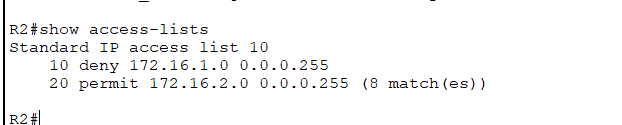 R2#show access-lists
Standard IP access list 10
    10 deny 172.16.1.0 0.0.0.255
    20 permit 172.16.2.0 0.0.0.255 (8 match(es))

R2#